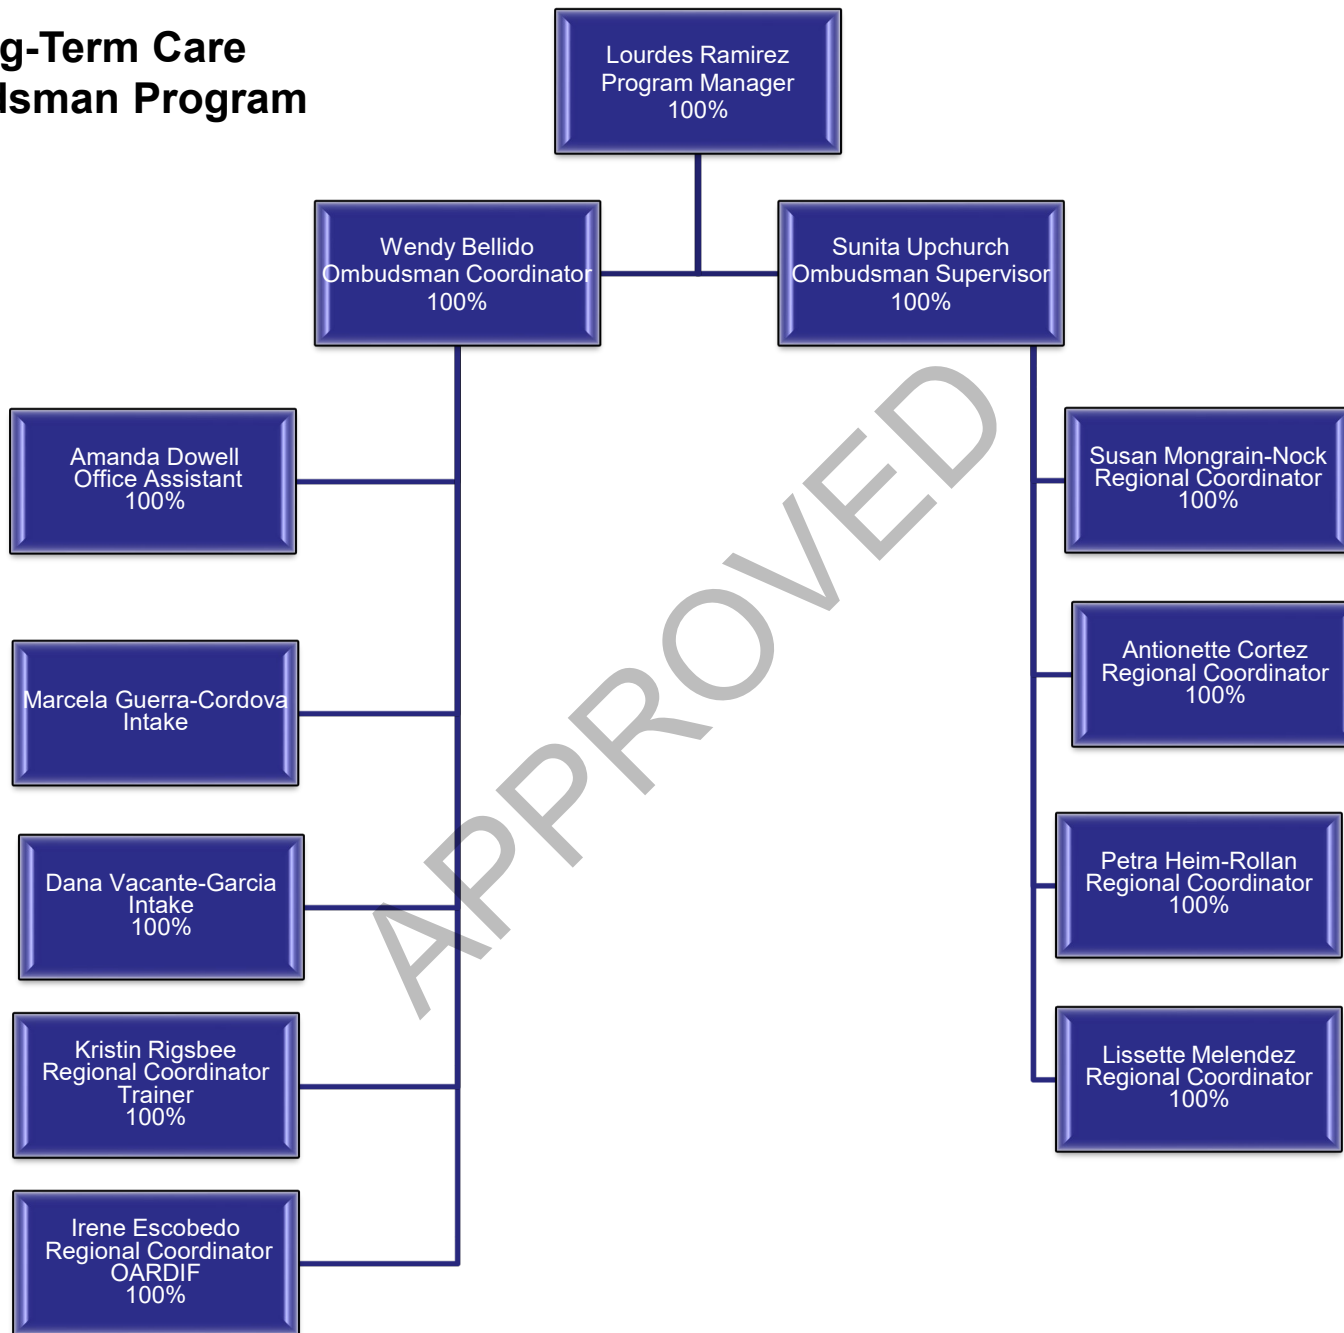 g-Term Care
dsman Program
Lourdes Ramirez
Program Manager
100%
Wendy Bellido
Ombudsman Coordinator
100%
Sunita Upchurch
Ombudsman Supervisor
100%
Amanda Dowell
Office Assistant
100%
Susan Mongrain-Nock
Regional Coordinator
100%
Marcela Guerra-Cordova
Intake
Antionette Cortez
Regional Coordinator
100%
Dana Vacante-Garcia
Intake
100%
Petra Heim-Rollan
Regional Coordinator
100%
Kristin Rigsbee
Regional Coordinator
Trainer
100%
Lissette Melendez
Regional Coordinator
100%
Irene Escobedo
Regional Coordinator
OARDIF
100%
APPROVED